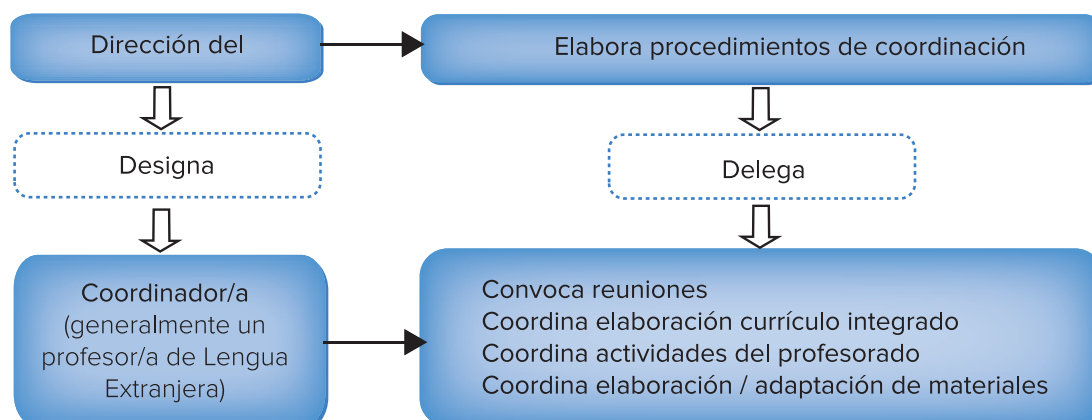 Dirección del
Elabora procedimientos de coordinación
Designa
Delega
Coordinador/a
(generalmente un
profesor/a de Lengua
Extranjera)
Convoca reuniones
Coordina elaboración currículo integrado
Coordina actividades del profesorado
Coordina elaboración / adaptación de materiales